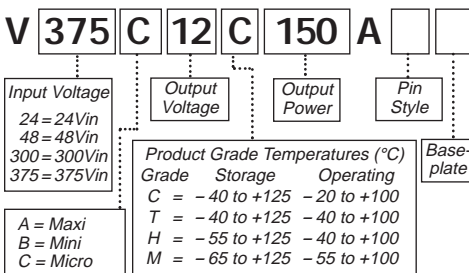 V 375 C 12 C 150 A
Input Voltage
24 = 24Vin
48 = 48Vin
300 = 300Vin
375 = 375Vin
Output
Voltage
Output
Power
Pin
Style
Base-
plate
Product Grade Temperatures (°C)
Grade Storage Operating
C = – 40 to +125 – 20 to +100
T = – 40 to +125 – 40 to +100
H = – 55 to +125 – 40 to +100
M = – 65 to +125 – 55 to +100
A = Maxi
B = Mini
C = Micro